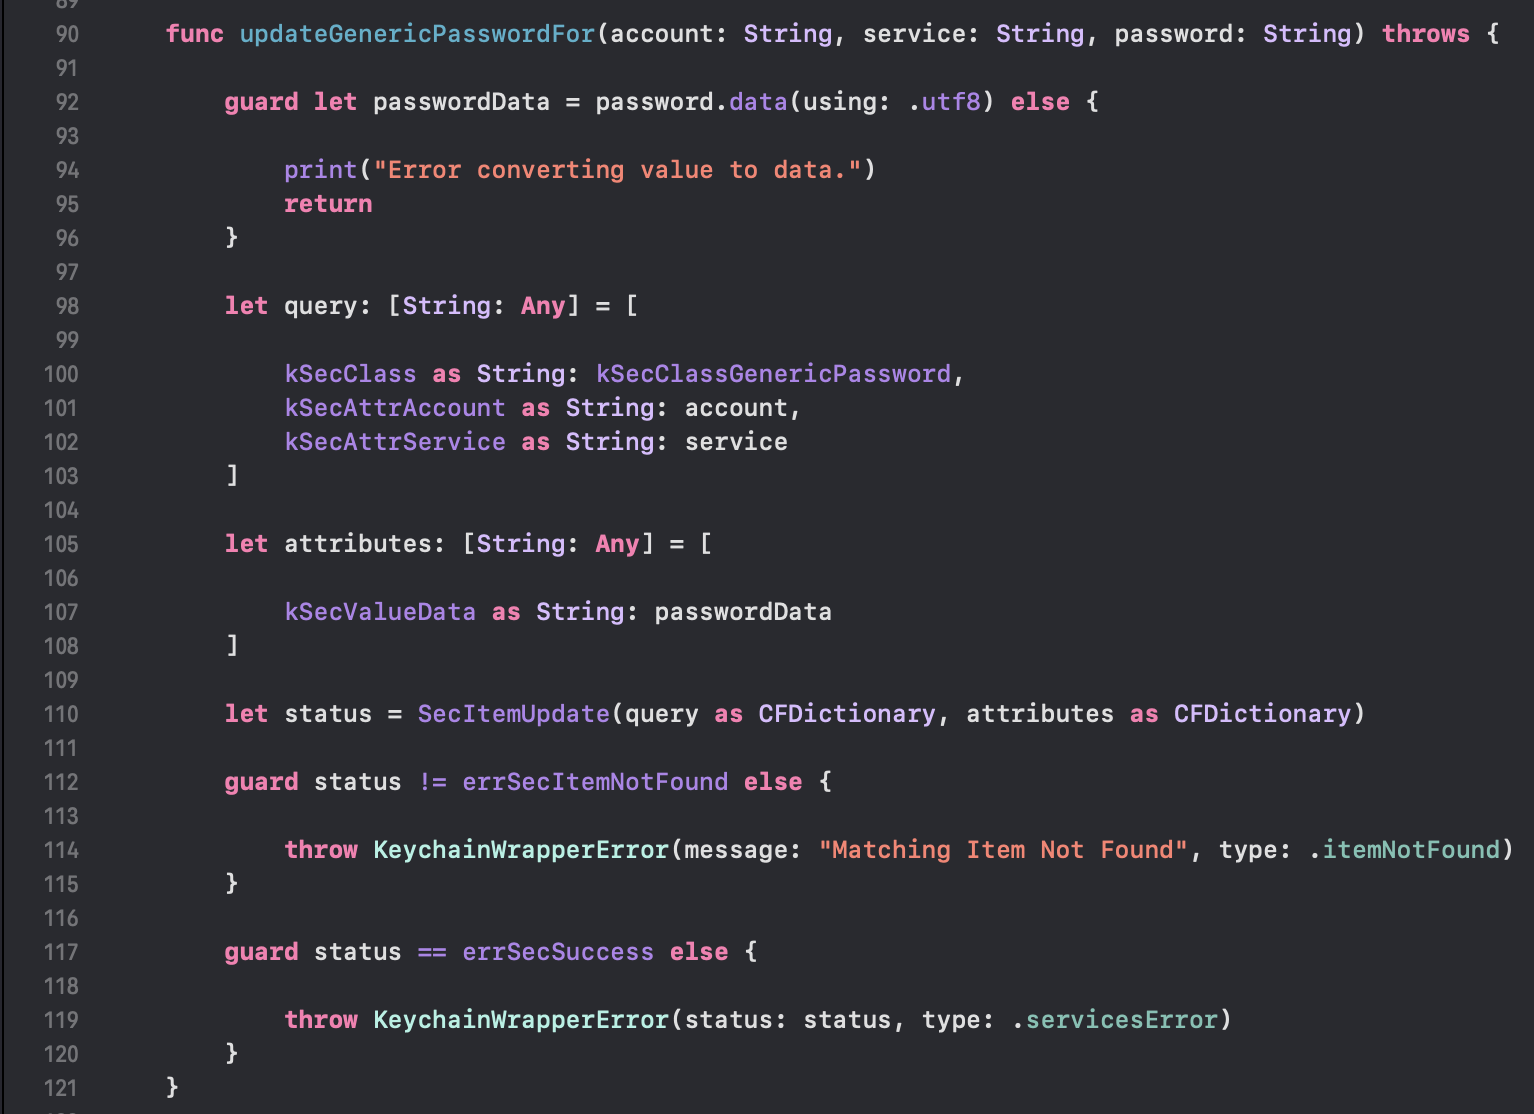 89
90 func updateGenericPasswordFor(account: String, service: String, password: String) throws {
91
92 guard let passwordData = password.data(using: .utf8) else {
93
94 print("Error converting value to data.")
95 return
96 }
97
98 let query: [String: Any] = [
99
100 kSecClass as String: kSecClassGenericPassword,
101 kSecAttrAccount as String: account,
102 kSecAttrService as String: service
103 ]
104
105 let attributes: [String: Any] = [
106
107 kSecValueData as String: passwordData
108 ]
109
110 let status = SecItemUpdate(query as CFDictionary, attributes as CFDictionary)
111
112 guard status != errSecItemNotFound else {
113
114 throw KeychainWrapperError(message: "Matching Item Not Found", type: .itemNotFound)
115 }
116
117 guard status == errSecSuccess else {
118
119 throw KeychainWrapperError(status: status, type: .servicesError)
120 }
121 }